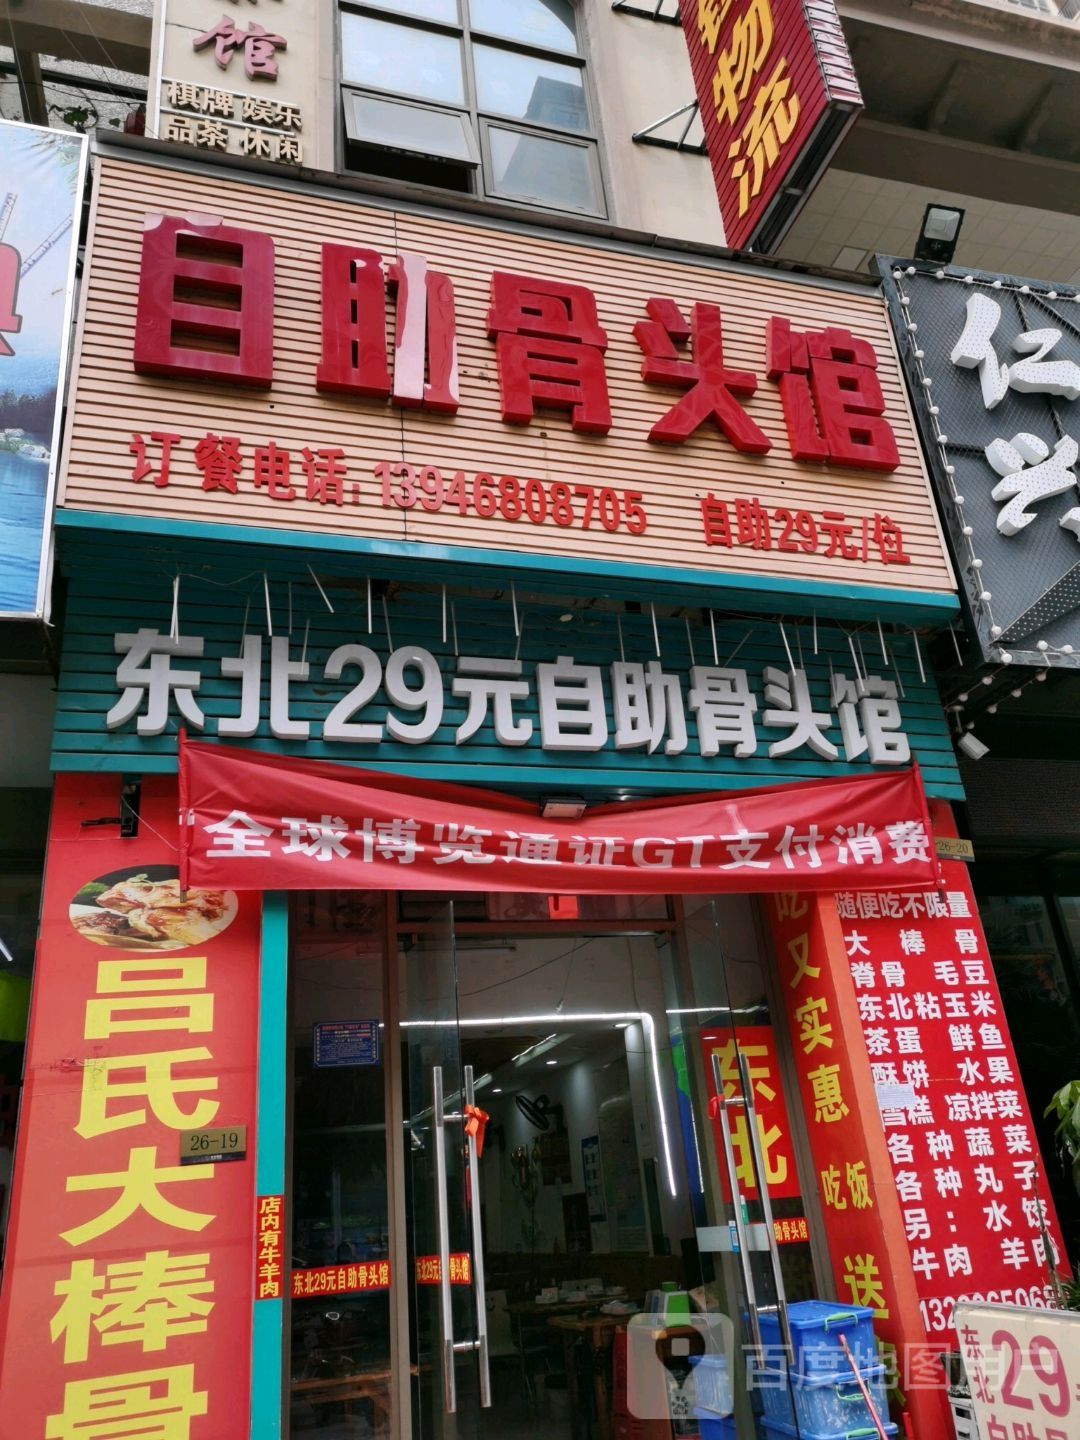 馆
棋牌 娱乐
品茶 休闲
物流
自助骨头馆
订餐电话: 13946808705 自助29元/位
仁
兴
东北29元自助骨头馆
全球博览通证GT支付消费
26-20
吕氏大棒骨
26-19
店内有牛羊肉
东北29元自助骨头馆
东北29元 骨头馆
东北
助骨头馆
吃又实惠
吃饭
送
随便吃不限量
大棒骨
脊骨 毛豆
东北粘玉米
茶蛋 鲜鱼
酥饼 水果
雪糕 凉拌菜
各种蔬菜
各种丸子
另：水饺
牛肉 羊肉
东北29
自助骨
百度地图用户